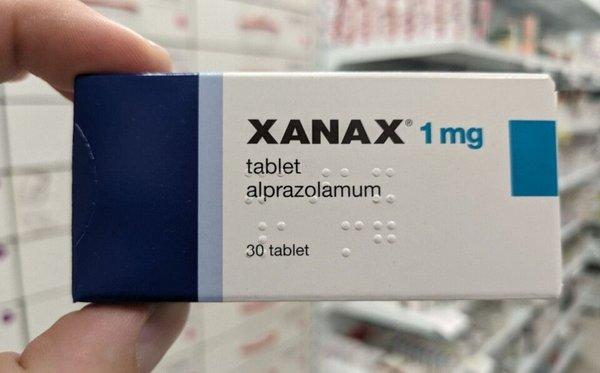 XANAX® 1 mg
tablet
alprazolamum
30 tablet